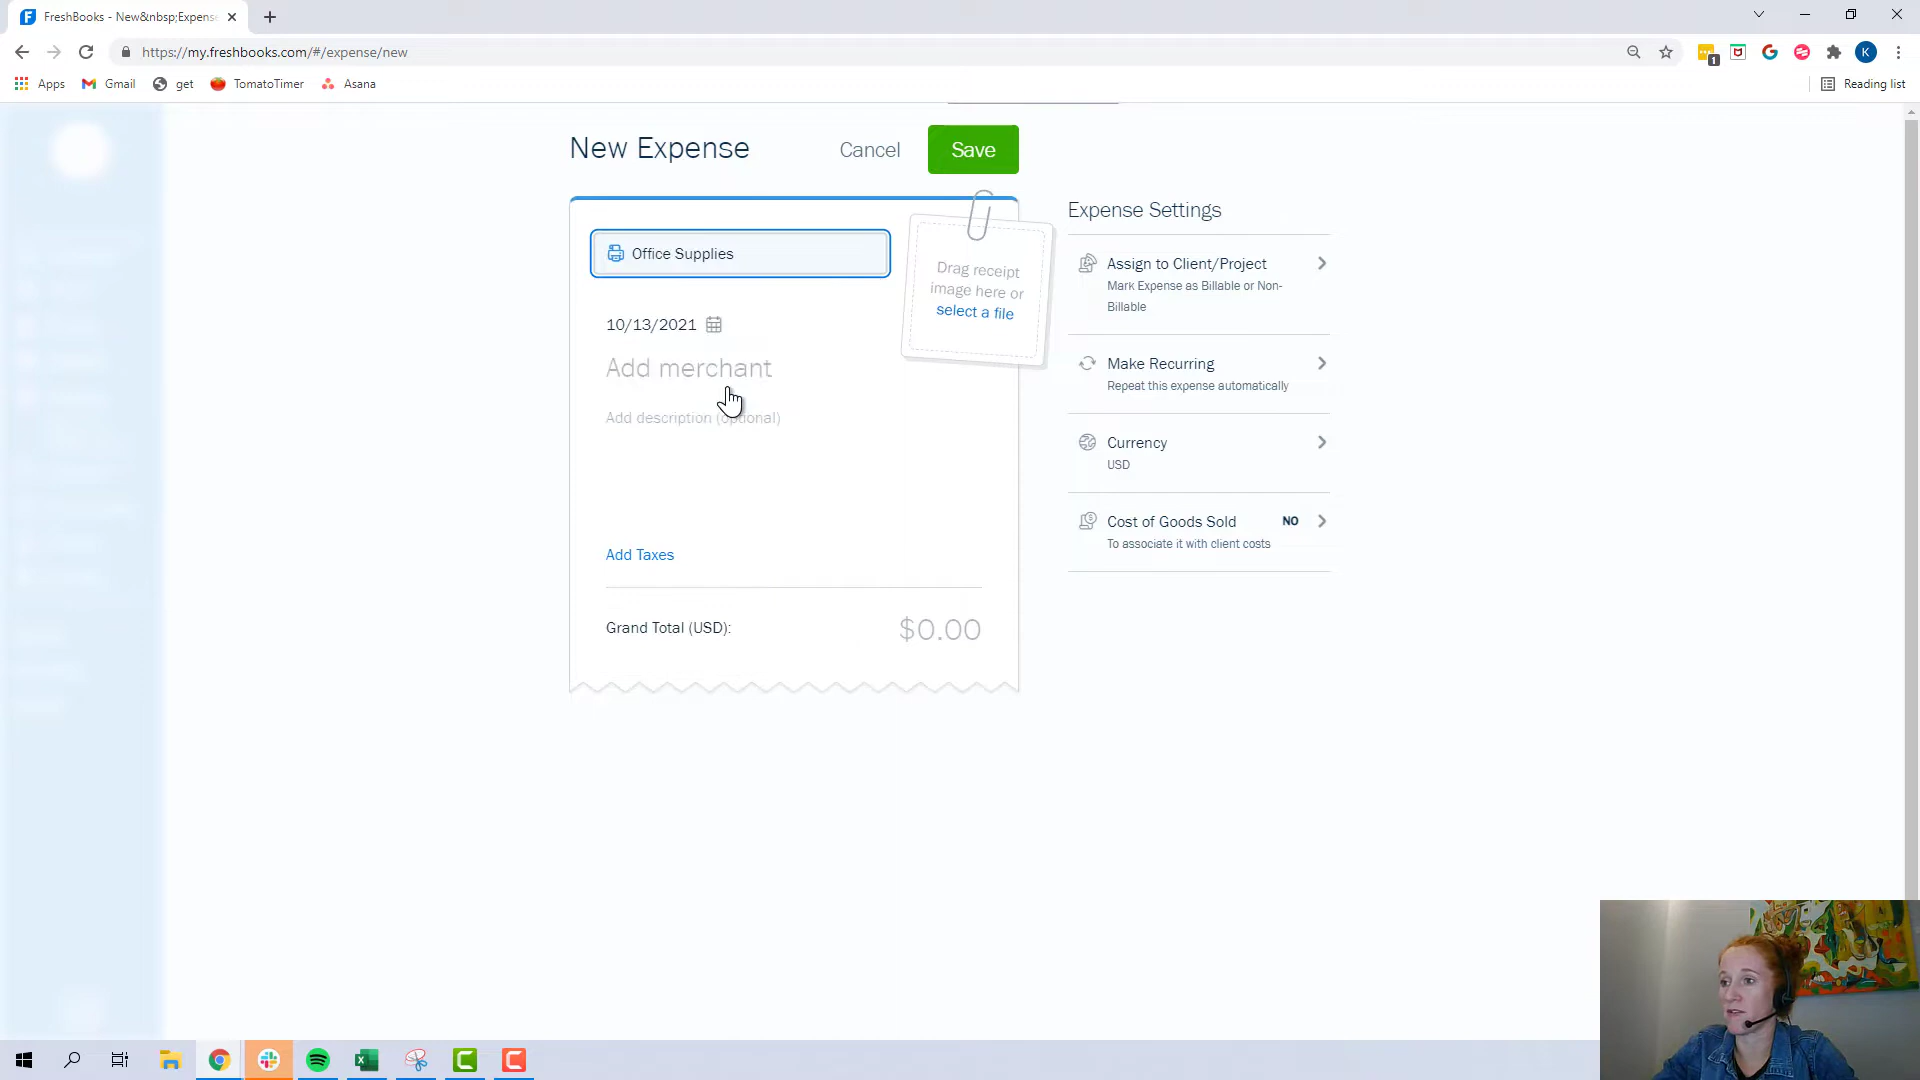 FreshBooks - New&nbsp;Expense
https://my.freshbooks.com/#/expense/new
1
K
Apps
Gmail
get
TomatoTimer
Asana
Reading list
New Expense
Cancel
Save
Office Supplies
Drag receipt
image here or
select a file
10/13/2021
Add merchant
Add description (optional)
Add Taxes
Grand Total (USD):
$0.00
Expense Settings
Assign to Client/Project
Mark Expense as Billable or Non-
Billable
Make Recurring
Repeat this expense automatically
Currency
USD
Cost of Goods Sold
NO
To associate it with client costs